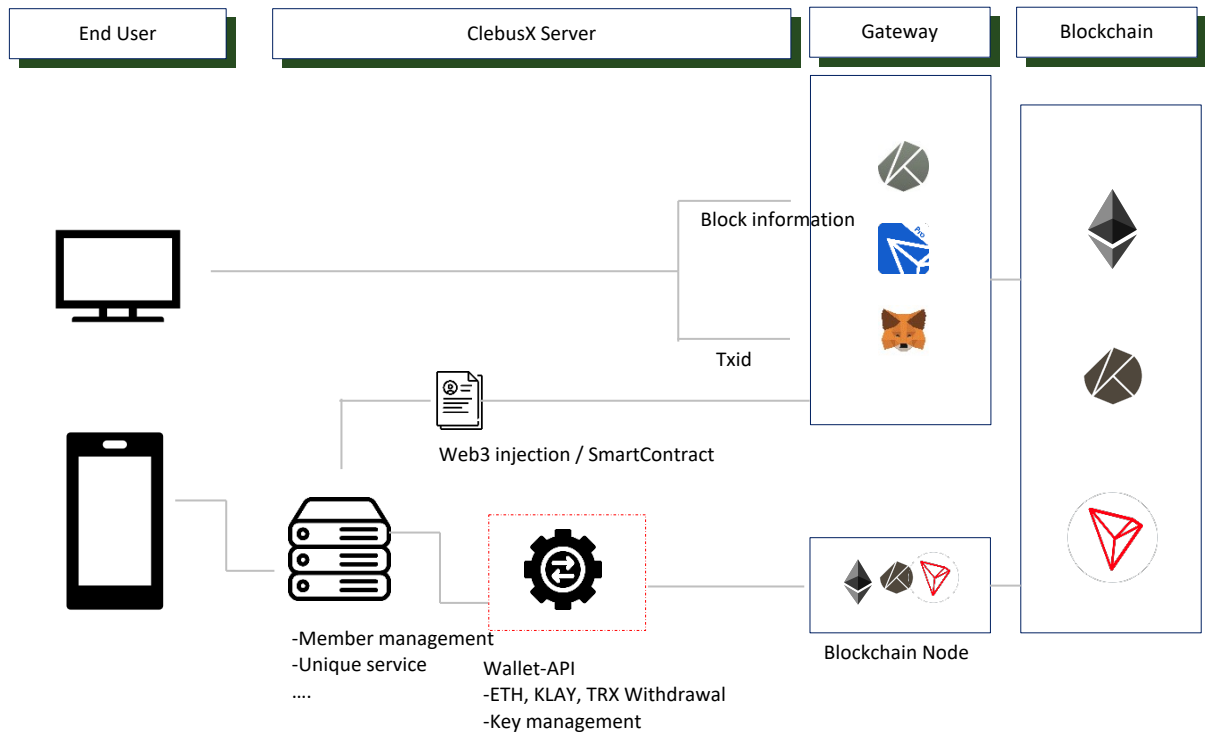 End User
ClebusX Server
Gateway
Blockchain
Block information
Pro
Txid
Web3 injection / SmartContract
-Member management
-Unique service
....
Wallet-API
-ETH, KLAY, TRX Withdrawal
-Key management
Blockchain Node